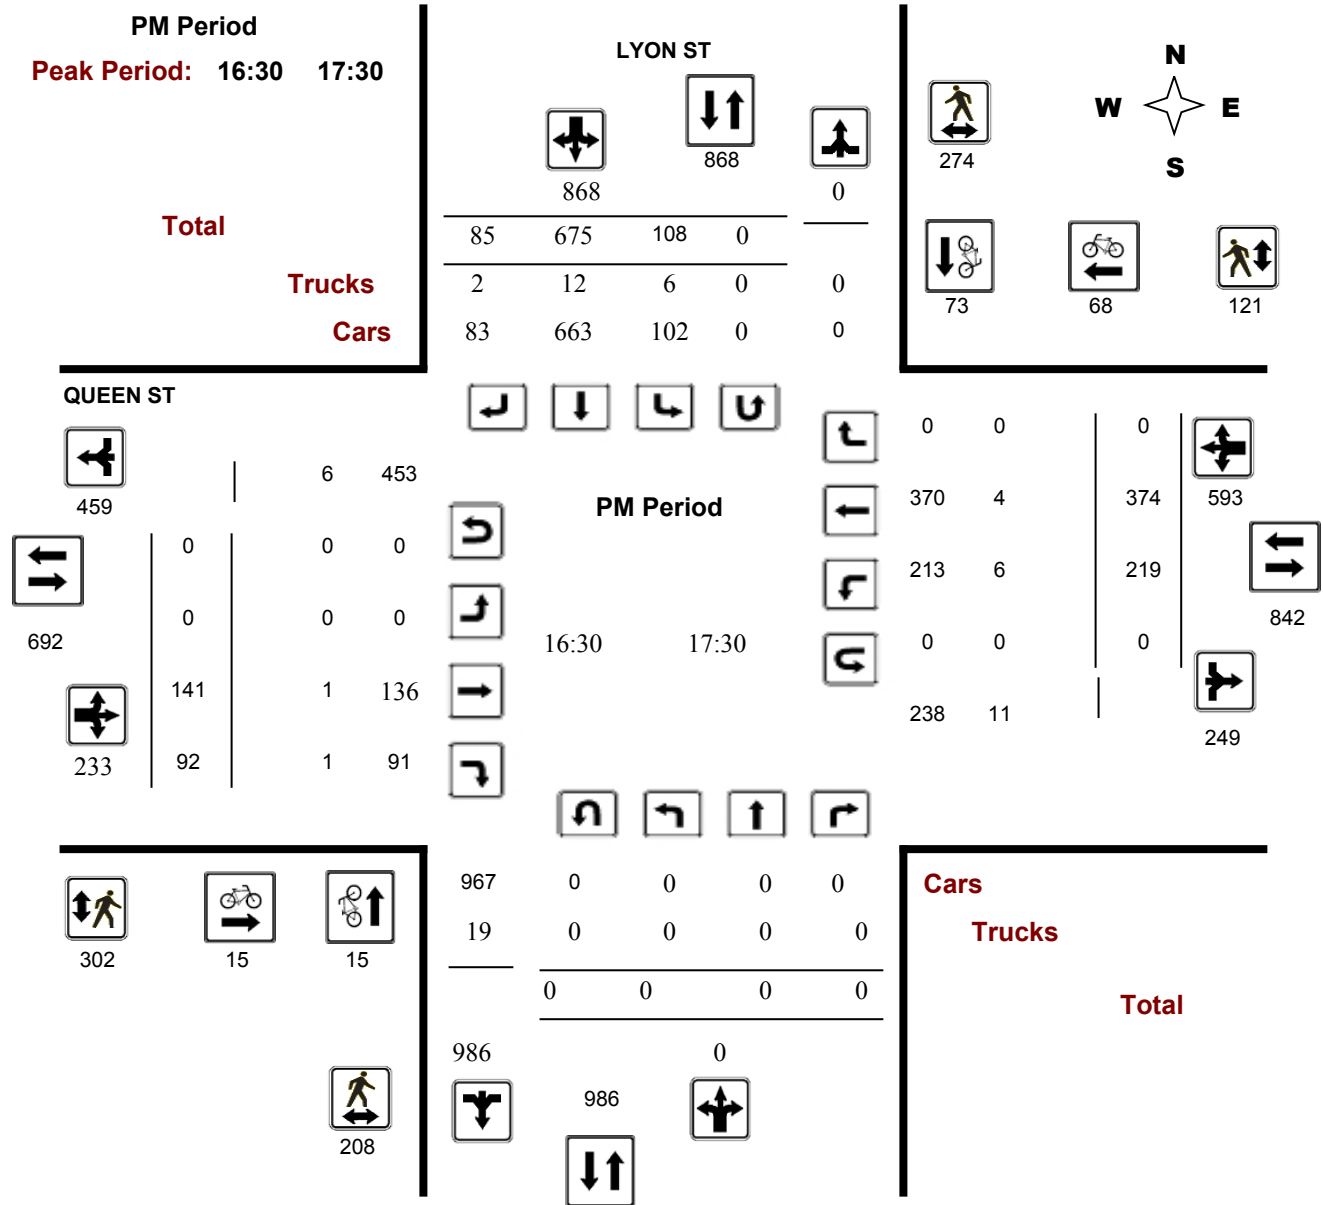 PM Period
Peak Period: 16:30 17:30
LYON ST
N
W E
S
868
274
868 0
Total
85 675 108 0
Trucks
2 12 6 0 0
Cars
83 663 102 0 0
73 68 121
QUEEN ST
0 0 0
6 453
459
PM Period
370 4 374 593
0 0 0
213 6 219
0 0 0
842
692
16:30 17:30
0 0 0
141 1 136
238 11
249
233 92 1 91
967 0 0 0 0
Cars
19 0 0 0 0
Trucks
302 15 15
0 0 0 0
Total
986 0
986
208